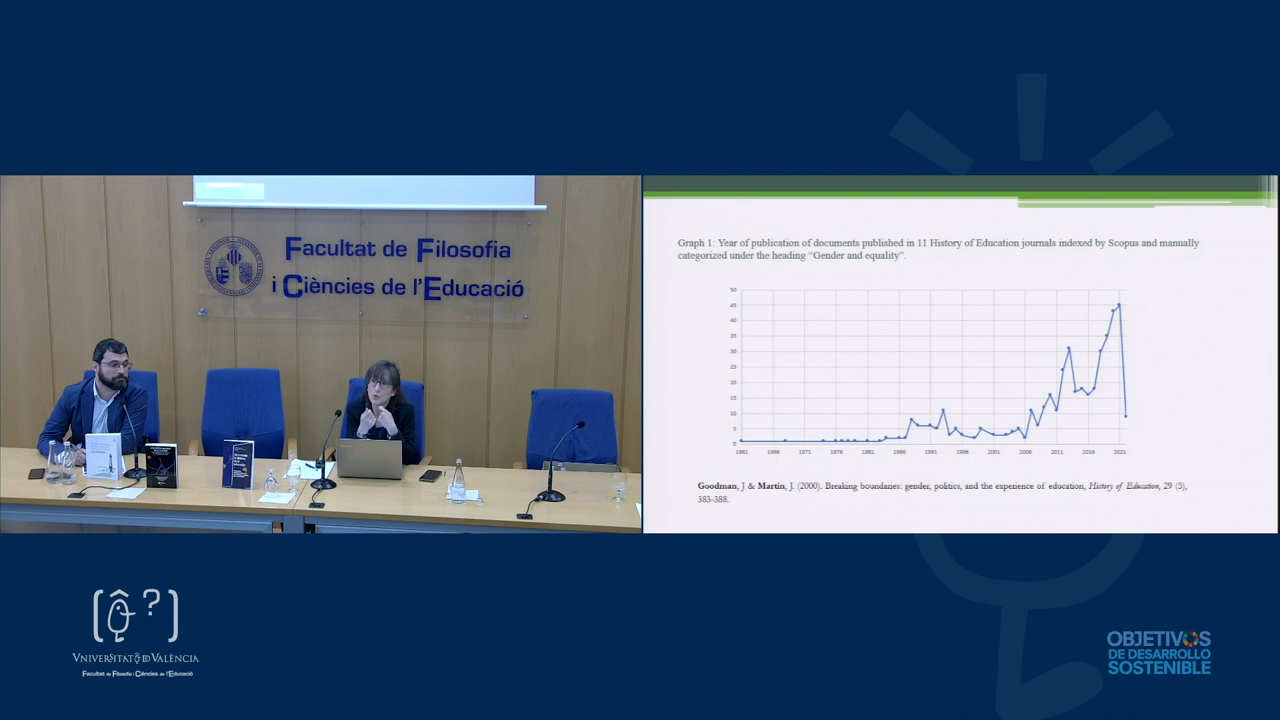 Facultat de Filosofia
i Ciències de l'Educació
Graph 1: Year of publication of documents published in 11 History of Education journals indexed by Scopus and manually
categorized under the heading "Gender and equality".
50
45
40
35
30
25
20
15
10
5
0
1961 1966 1971 1976 1981 1986 1991 1996 2001 2006 2011 2016 2021
Goodman, J & Martin, J. (2000). Breaking boundaries: gender, politics, and the experience of education, History of Education, 29 (5),
383-388.
VNIVERSITATĢDVALÈNCIA
Facultat de Filosofia i Ciències de l'Educació
OBJETIVOS
DE DESARROLLO
SOSTENIBLE